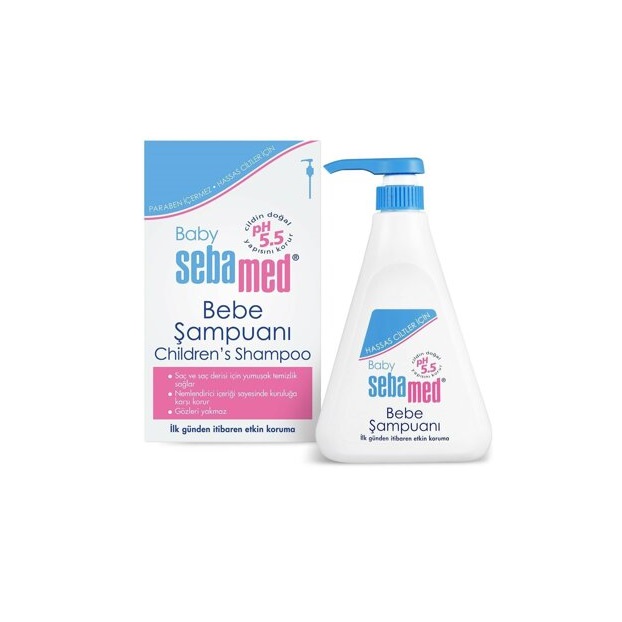 PARABEN İÇERMEZ • HASSAS CİLTLER İÇİN
cildin doğal
pH
5.5
yapısını korur
Baby
sebamed®
Bebe
Şampuanı
Children's Shampoo
• Saç ve saç derisi için yumuşak temizlik
sağlar
• Nemlendirici içeriği sayesinde kuruluğa
karşı korur
• Gözleri yakmaz
İlk günden itibaren etkin koruma
HASSAS CİLTLER İÇİN
cildin doğal
pH
5.5
yapısını korur
Baby
sebamed®
Bebe
Şampuanı
İlk günden itibaren etkin koruma